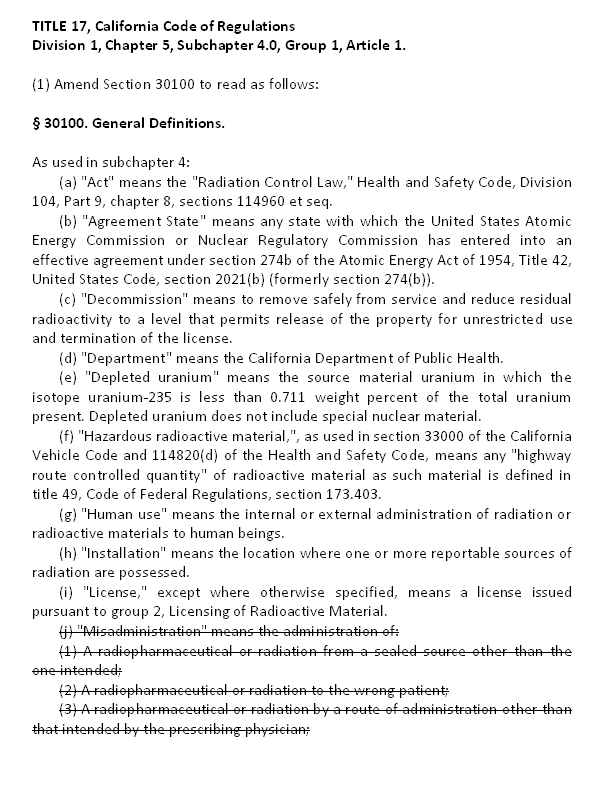 TITLE 17, California Code of Regulations
Division 1, Chapter 5, Subchapter 4.0, Group 1, Article 1.
(1) Amend Section 30100 to read as follows:
§ 30100. General Definitions.
As used in subchapter 4:
(a) "Act" means the "Radiation Control Law," Health and Safety Code, Division
104, Part 9, chapter 8, sections 114960 et seq.
(b) "Agreement State" means any state with which the United States Atomic
Energy Commission or Nuclear Regulatory Commission has entered into an
effective agreement under section 274b of the Atomic Energy Act of 1954, Title 42,
United States Code, section 2021(b) (formerly section 274(b)).
(c) "Decommission" means to remove safely from service and reduce residual
radioactivity to a level that permits release of the property for unrestricted use
and termination of the license.
(d) "Department" means the California Department of Public Health.
(e) "Depleted uranium" means the source material uranium in which the
isotope uranium-235 is less than 0.711 weight percent of the total uranium
present. Depleted uranium does not include special nuclear material.
(f) "Hazardous radioactive material,", as used in section 33000 of the California
Vehicle Code and 114820(d) of the Health and Safety Code, means any "highway
route controlled quantity" of radioactive material as such material is defined in
title 49, Code of Federal Regulations, section 173.403.
(g) "Human use" means the internal or external administration of radiation or
radioactive materials to human beings.
(h) "Installation" means the location where one or more reportable sources of
radiation are possessed.
(i) "License," except where otherwise specified, means a license issued
pursuant to group 2, Licensing of Radioactive Material.
(j) "Misadministration" means the administration of:
(1) A radiopharmaceutical or radiation from a sealed source other than the
one intended;
(2) A radiopharmaceutical or radiation to the wrong patient;
(3) A radiopharmaceutical or radiation by a route of administration other than
that intended by the prescribing physician;